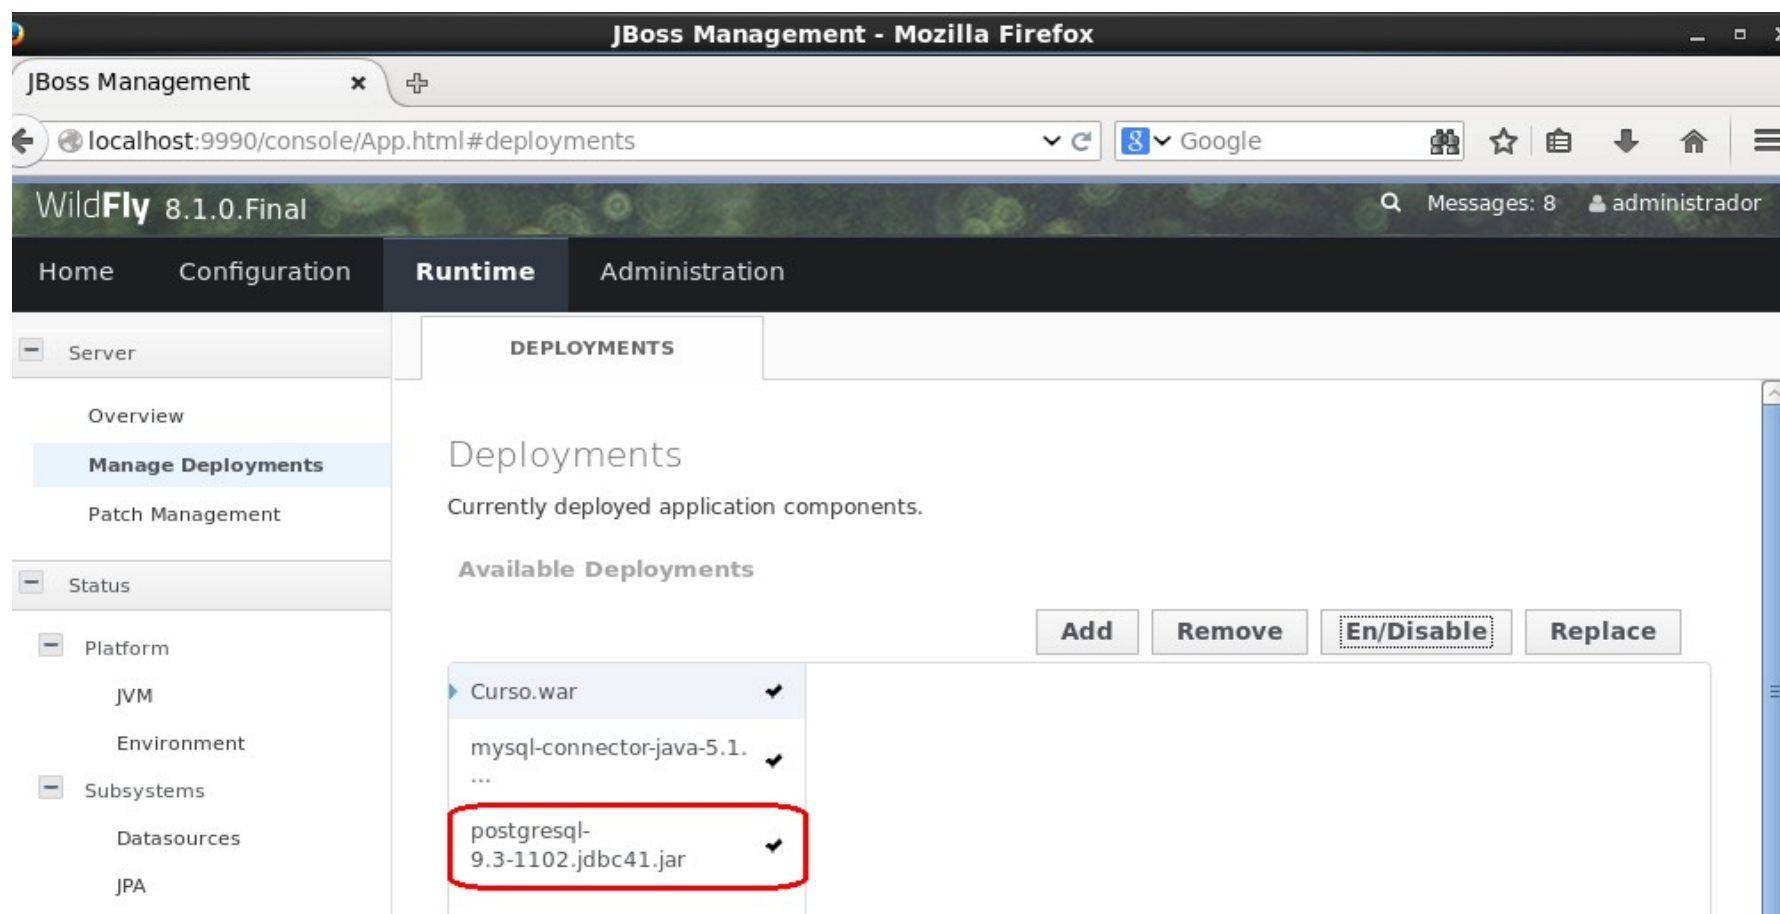 JBoss Management - Mozilla Firefox
JBoss Management
localhost:9990/console/App.html#deployments
8 Google
WildFly 8.1.0.Final
Messages: 8 administrador
Home Configuration Runtime Administration
Server
DEPLOYMENTS
Overview
Manage Deployments
Patch Management
Deployments
Currently deployed application components.
Available Deployments
Status
Add Remove En/Disable Replace
Platform
JVM
Environment
Subsystems
Datasources
JPA
Curso.war
mysql-connector-java-5.1.
...
postgresql-
9.3-1102.jdbc41.jar